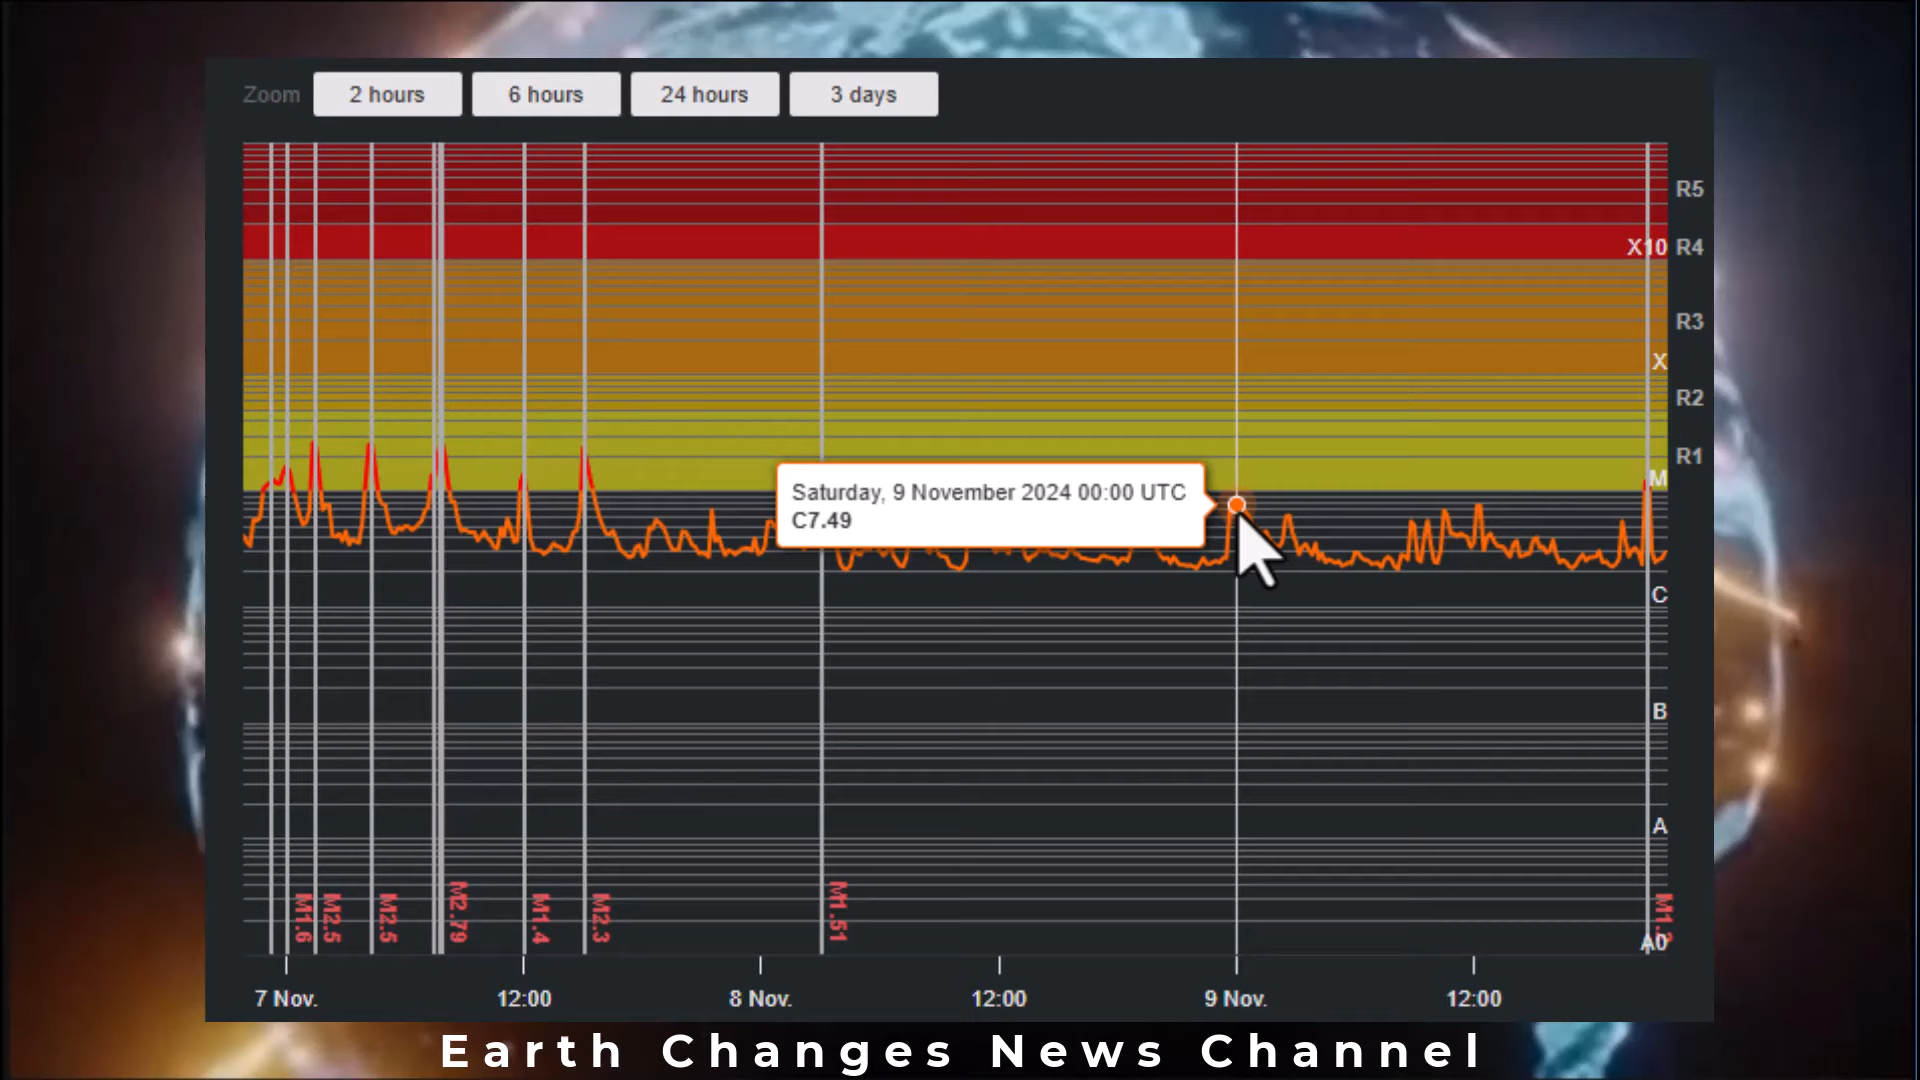 Zoom 2 hours 6 hours 24 hours 3 days
R5
X10 R4
R3
X
R2
R1
M
Saturday, 9 November 2024 00:00 UTC
C7.49
C
B
A
M1.6 M2.5 M2.5 M2.79 M1.4 M2.3 M1.51
A0
7 Nov. 12:00 8 Nov. 12:00 9 Nov. 12:00
Earth Changes News Channel